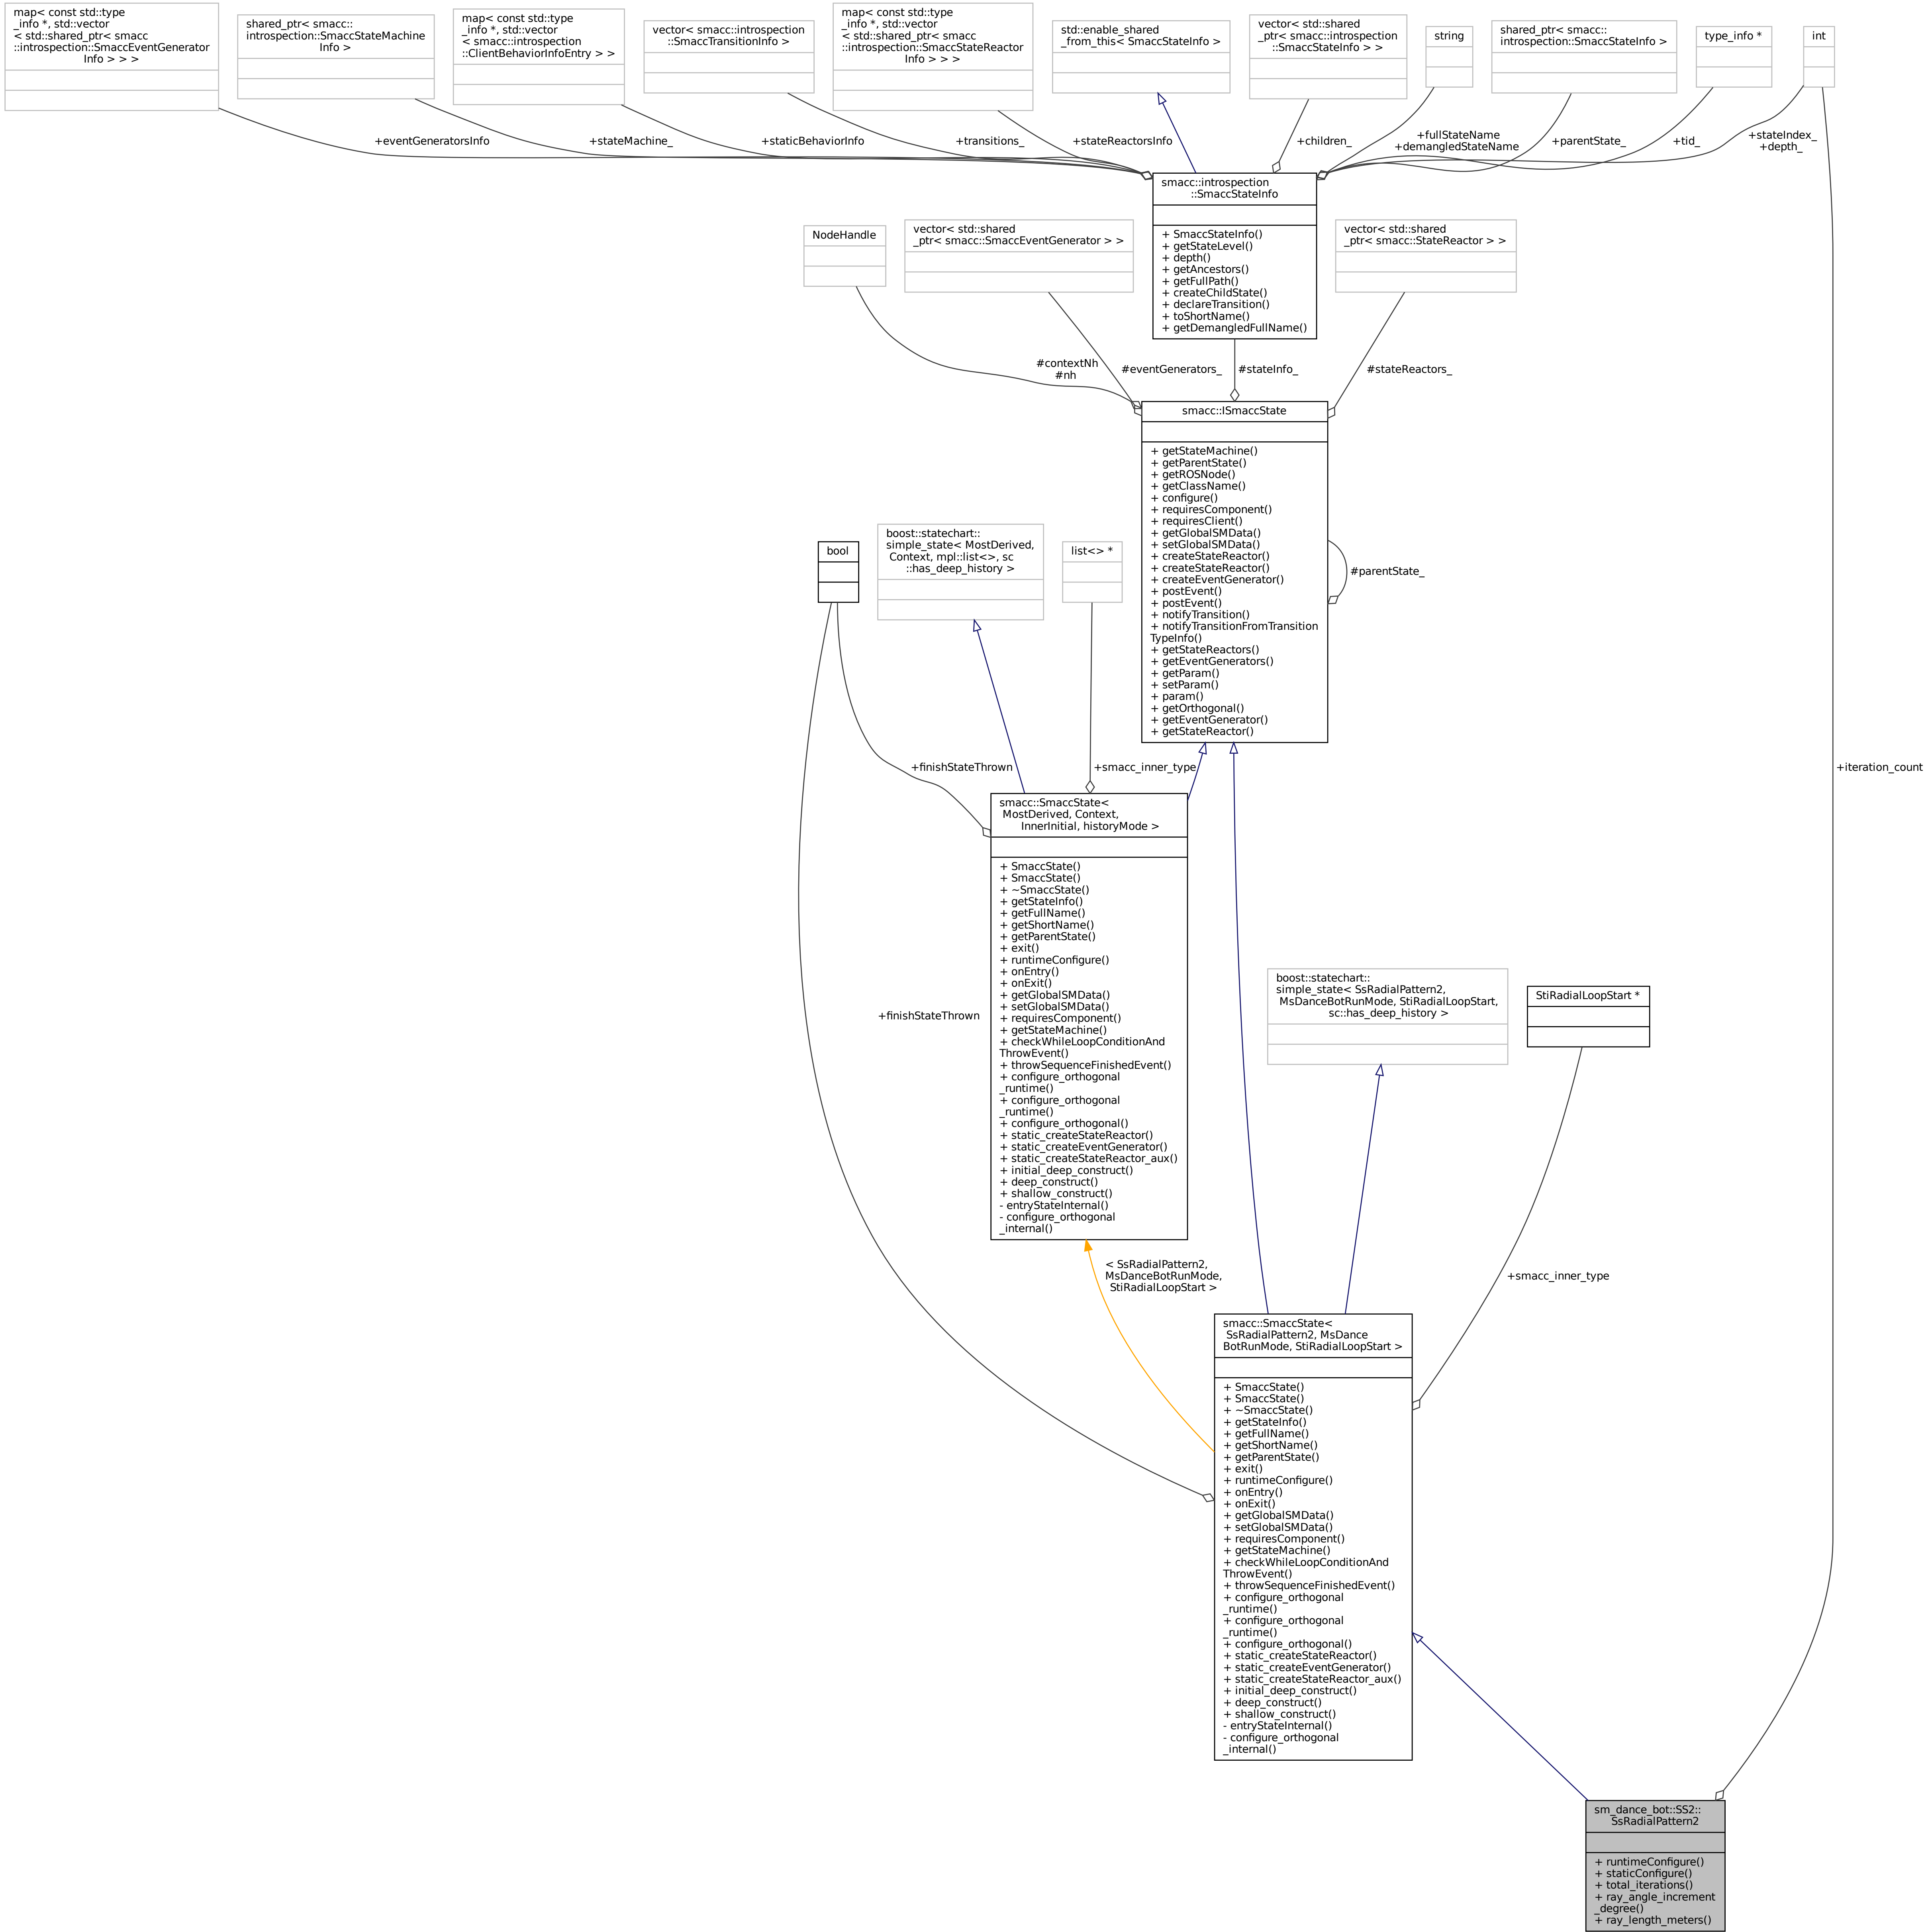 map< const std::type
_info *, std::vector
< std::shared_ptr< smacc
::introspection::SmaccEventGenerator
Info > > >
shared_ptr< smacc::
introspection::SmaccStateMachine
Info >
map< const std::type
_info *, std::vector
< smacc::introspection
::ClientBehaviorInfoEntry > >
vector< smacc::introspection
::SmaccTransitionInfo >
map< const std::type
_info *, std::vector
< std::shared_ptr< smacc
::introspection::SmaccStateReactor
Info > > >
std::enable_shared
_from_this< SmaccStateInfo >
vector< std::shared
_ptr< smacc::introspection
::SmaccStateInfo > >
string
shared_ptr< smacc::
introspection::SmaccStateInfo >
type_info *
int
+eventGeneratorsInfo
+stateMachine_
+staticBehaviorInfo
+transitions_
+stateReactorsInfo
+children_
+fullStateName
+demangledStateName
+parentState_
+tid_
+stateIndex_
+depth_
smacc::introspection
::SmaccStateInfo
+ SmaccStateInfo()
+ getStateLevel()
+ depth()
+ getAncestors()
+ getFullPath()
+ createChildState()
+ declareTransition()
+ toShortName()
+ getDemangledFullName()
NodeHandle
vector< std::shared
_ptr< smacc::SmaccEventGenerator > >
vector< std::shared
_ptr< smacc::StateReactor > >
#contextNh
#nh
#eventGenerators_
#stateInfo_
#stateReactors_
smacc::ISmaccState
+ getStateMachine()
+ getParentState()
+ getROSNode()
+ getClassName()
+ configure()
+ requiresComponent()
+ requiresClient()
+ getGlobalSMData()
+ setGlobalSMData()
+ createStateReactor()
+ createStateReactor()
+ createEventGenerator()
+ postEvent()
+ postEvent()
+ notifyTransition()
+ notifyTransitionFromTransition
TypeInfo()
+ getStateReactors()
+ getEventGenerators()
+ getParam()
+ setParam()
+ param()
+ getOrthogonal()
+ getEventGenerator()
+ getStateReactor()
#parentState_
bool
boost::statechart::
simple_state< MostDerived,
Context, mpl::list<>, sc
::has_deep_history >
list<> *
+finishStateThrown
+smacc_inner_type
+iteration_count
smacc::SmaccState<
MostDerived, Context,
InnerInitial, historyMode >
+ SmaccState()
+ SmaccState()
+ ~SmaccState()
+ getStateInfo()
+ getFullName()
+ getShortName()
+ getParentState()
+ exit()
+ runtimeConfigure()
+ onEntry()
+ onExit()
+ getGlobalSMData()
+ setGlobalSMData()
+ requiresComponent()
+ getStateMachine()
+ checkWhileLoopConditionAnd
ThrowEvent()
+ throwSequenceFinishedEvent()
+ configure_orthogonal
_runtime()
+ configure_orthogonal
_runtime()
+ configure_orthogonal()
+ static_createStateReactor()
+ static_createEventGenerator()
+ static_createStateReactor_aux()
+ initial_deep_construct()
+ deep_construct()
+ shallow_construct()
- entryStateInternal()
- configure_orthogonal
_internal()
+finishStateThrown
boost::statechart::
simple_state< SsRadialPattern2,
MsDanceBotRunMode, StiRadialLoopStart,
sc::has_deep_history >
StiRadialLoopStart *
< SsRadialPattern2,
MsDanceBotRunMode,
StiRadialLoopStart >
+smacc_inner_type
smacc::SmaccState<
SsRadialPattern2, MsDance
BotRunMode, StiRadialLoopStart >
+ SmaccState()
+ SmaccState()
+ ~SmaccState()
+ getStateInfo()
+ getFullName()
+ getShortName()
+ getParentState()
+ exit()
+ runtimeConfigure()
+ onEntry()
+ onExit()
+ getGlobalSMData()
+ setGlobalSMData()
+ requiresComponent()
+ getStateMachine()
+ checkWhileLoopConditionAnd
ThrowEvent()
+ throwSequenceFinishedEvent()
+ configure_orthogonal
_runtime()
+ configure_orthogonal
_runtime()
+ configure_orthogonal()
+ static_createStateReactor()
+ static_createEventGenerator()
+ static_createStateReactor_aux()
+ initial_deep_construct()
+ deep_construct()
+ shallow_construct()
- entryStateInternal()
- configure_orthogonal
_internal()
sm_dance_bot::SS2::
SsRadialPattern2
+ runtimeConfigure()
+ staticConfigure()
+ total_iterations()
+ ray_angle_increment
_degree()
+ ray_length_meters()